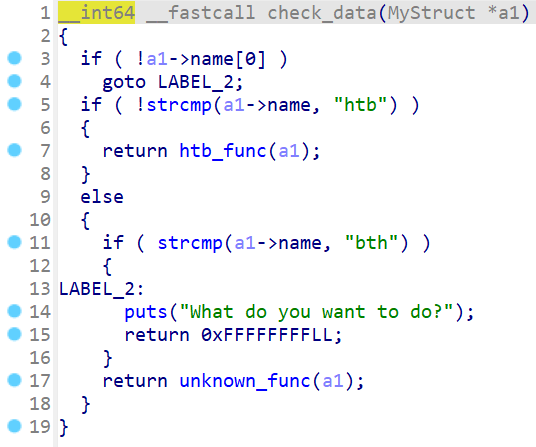 1 __int64 __fastcall check_data(MyStruct *a1)
2 {
3   if ( !a1->name[0] )
4     goto LABEL_2;
5   if ( !strcmp(a1->name, "htb") )
6   {
7     return htb_func(a1);
8   }
9   else
10   {
11     if ( strcmp(a1->name, "bth") )
12     {
13 LABEL_2:
14       puts("What do you want to do?");
15       return 0xFFFFFFFFLL;
16     }
17     return unknown_func(a1);
18   }
19 }